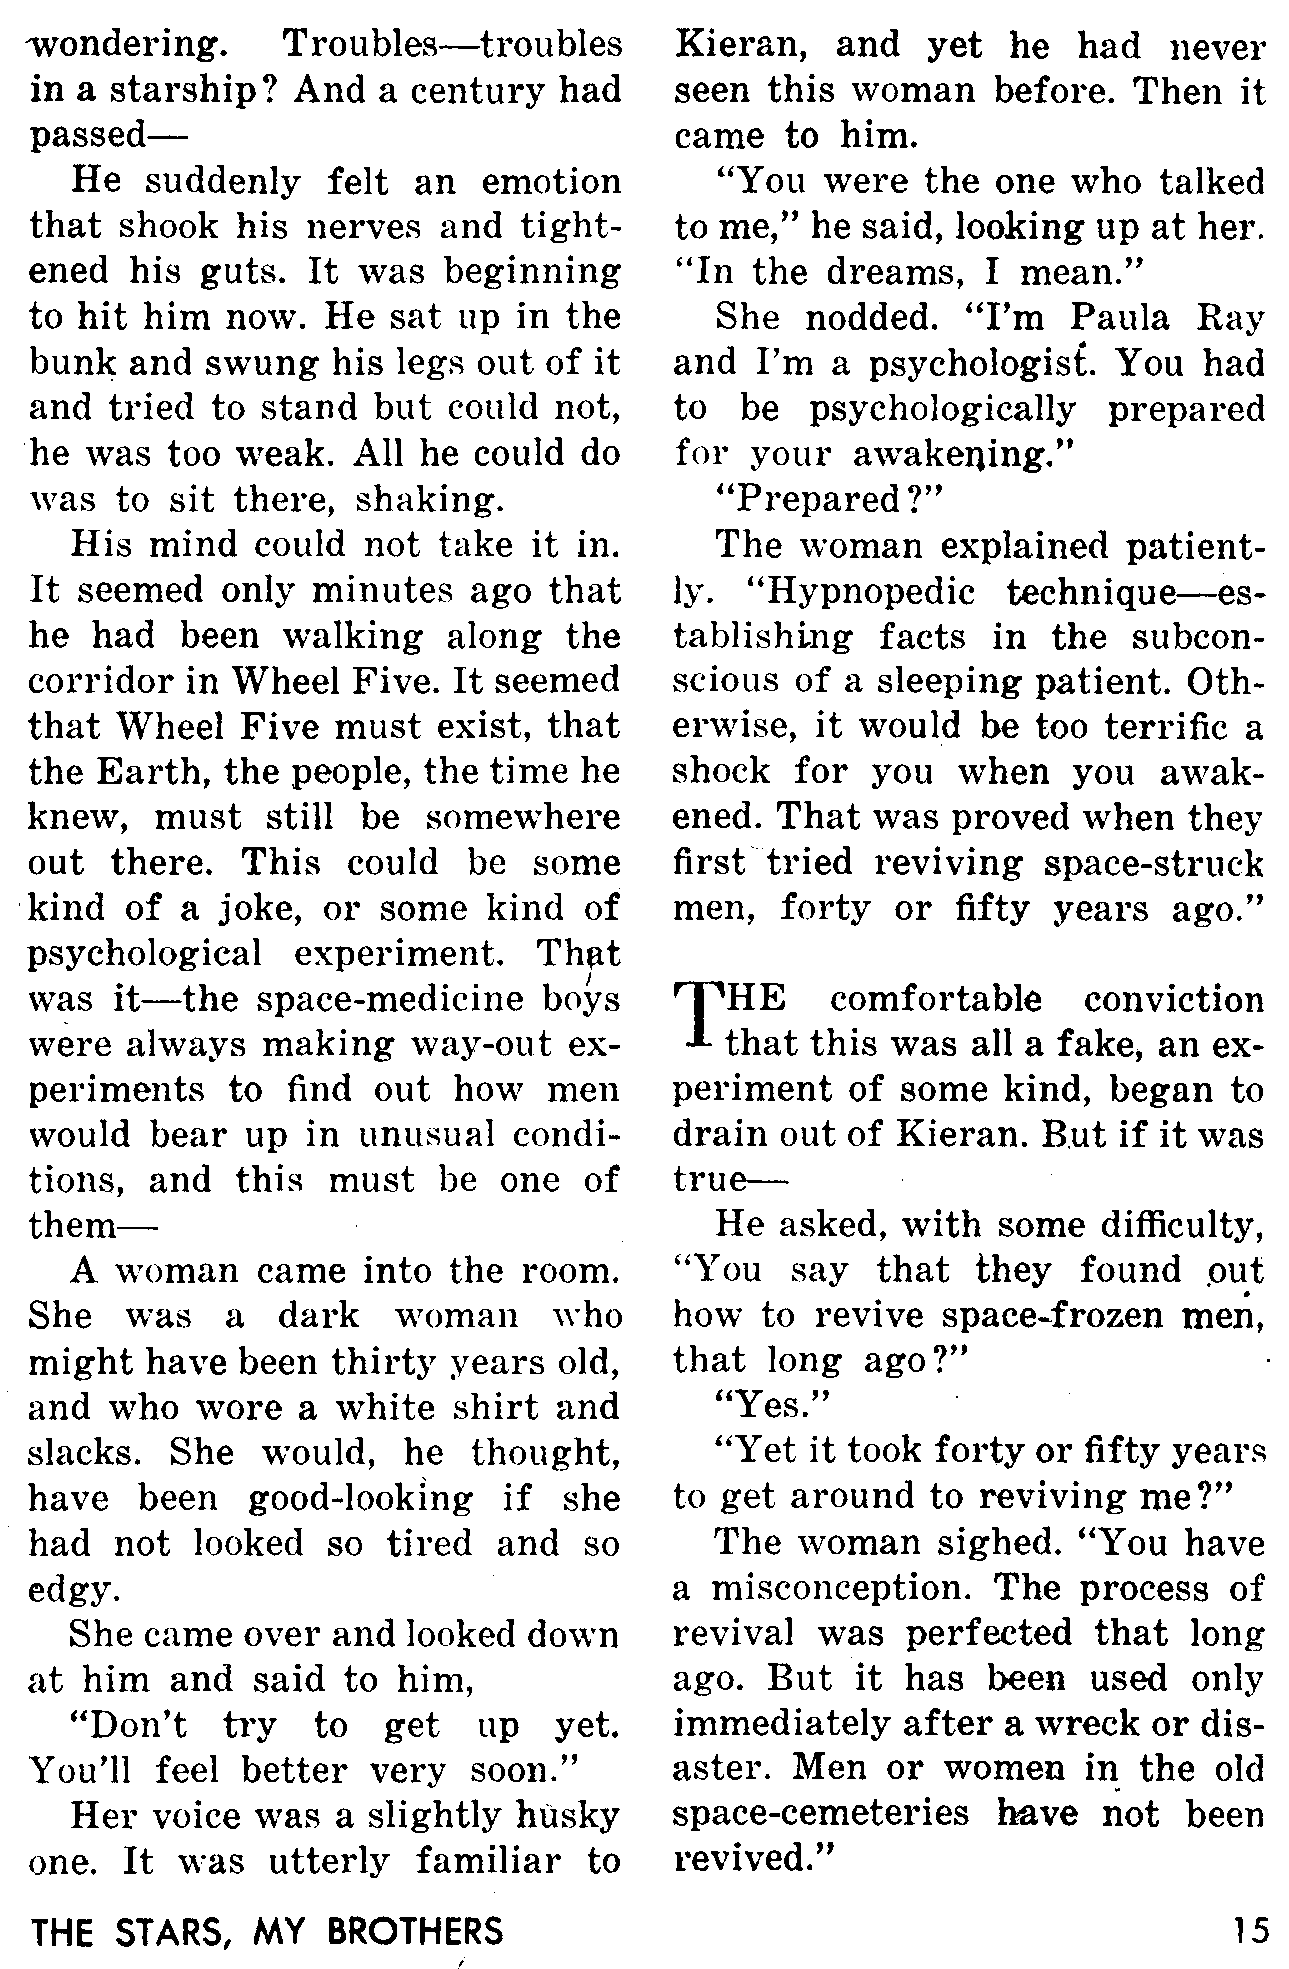 wondering. Troubles—troubles
in a starship? And a century had
passed—
He suddenly felt an emotion
that shook his nerves and tight-
ened his guts. It was beginning
to hit him now. He sat up in the
bunk and swung his legs out of it
and tried to stand but could not,
he was too weak. All he could do
was to sit there, shaking.
His mind could not take it in.
It seemed only minutes ago that
he had been walking along the
corridor in Wheel Five. It seemed
that Wheel Five must exist, that
the Earth, the people, the time he
knew, must still be somewhere
out there. This could be some
kind of a joke, or some kind of
psychological experiment. That
was it—the space-medicine boys
were always making way-out ex-
periments to find out how men
would bear up in unusual condi-
tions, and this must be one of
them—
A woman came into the room.
She was a dark woman who
might have been thirty years old,
and who wore a white shirt and
slacks. She would, he thought,
have been good-looking if she
had not looked so tired and so
edgy.
She came over and looked down
at him and said to him,
“Don’t try to get up yet.
You’ll feel better very soon.”
Her voice was a slightly husky
one. It was utterly familiar to
Kieran, and yet he had never
seen this woman before. Then it
came to him.
“You were the one who talked
to me,” he said, looking up at her.
“In the dreams, I mean.”
She nodded. “I’m Paula Ray
and I’m a psychologist. You had
to be psychologically prepared
for your awakening.”
“Prepared?”
The woman explained patient-
ly. “Hypnopedic technique—es-
tablishing facts in the subcon-
scious of a sleeping patient. Oth-
erwise, it would be too terrific a
shock for you when you awak-
ened. That was proved when they
first tried reviving space-struck
men, forty or fifty years ago.”
THE comfortable conviction
that this was all a fake, an ex-
periment of some kind, began to
drain out of Kieran. But if it was
true—
He asked, with some difficulty,
“You say that they found out
how to revive space-frozen men,
that long ago?”
“Yes.”
“Yet it took forty or fifty years
to get around to reviving me?”
The woman sighed. “You have
a misconception. The process of
revival was perfected that long
ago. But it has been used only
immediately after a wreck or dis-
aster. Men or women in the old
space-cemeteries have not been
revived.”
THE STARS, MY BROTHERS 15